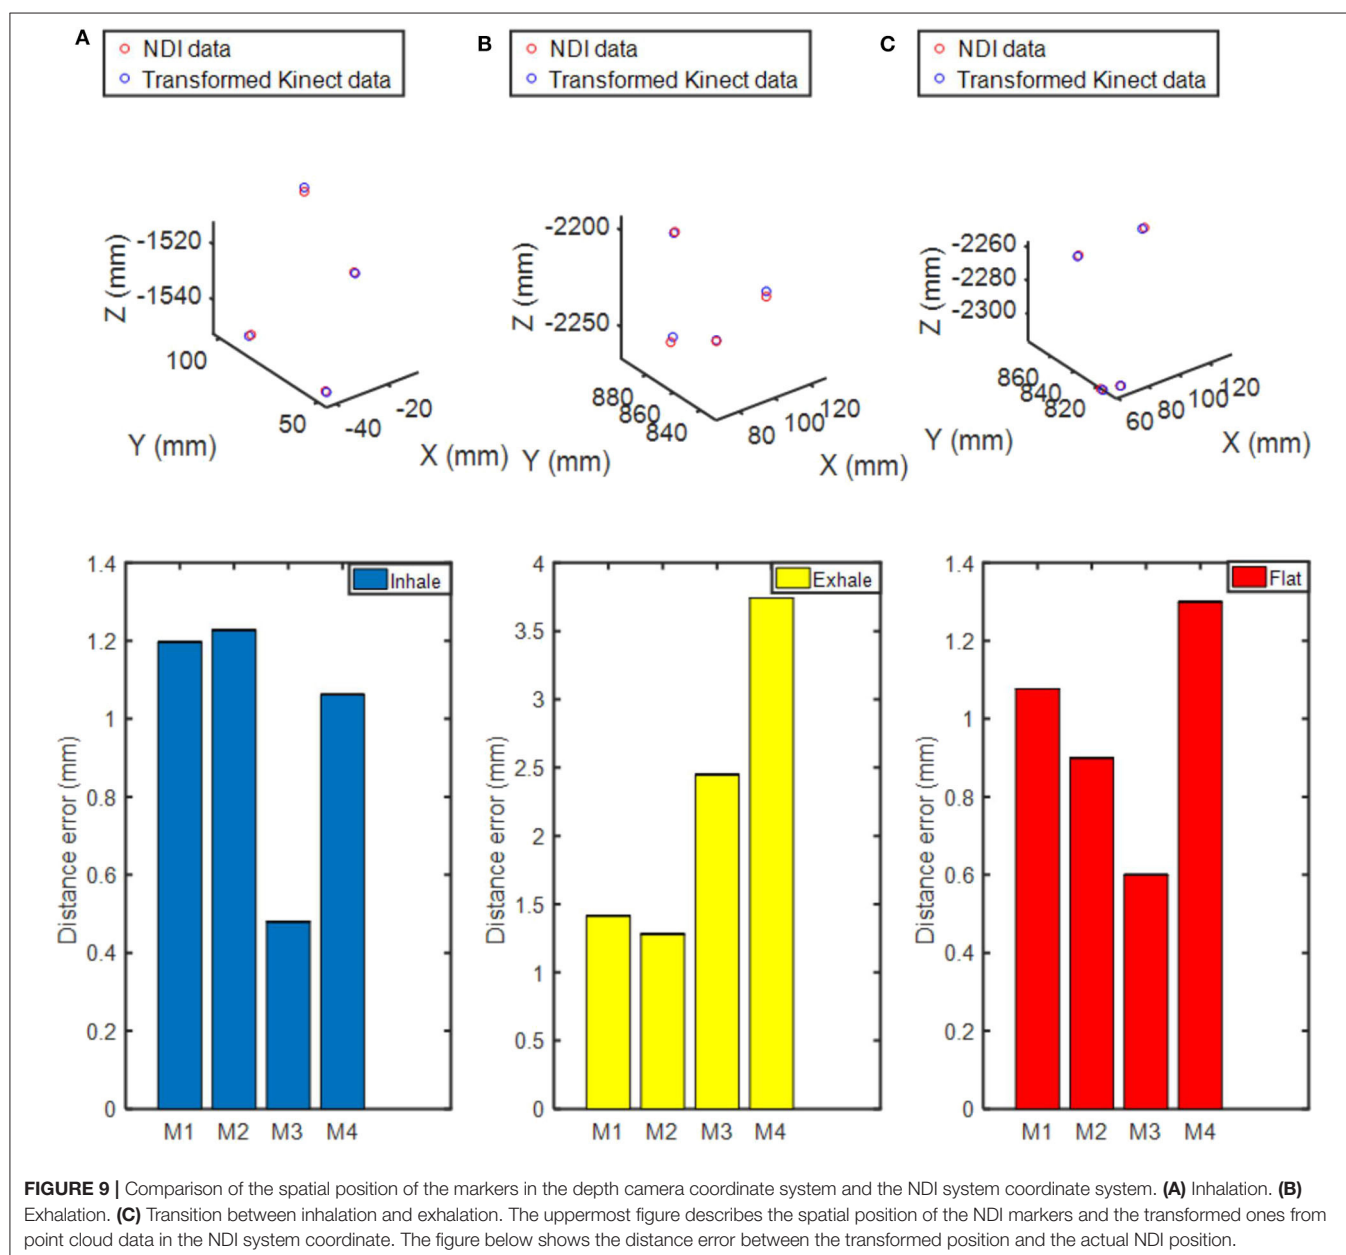 A
NDI data
Transformed Kinect data
Z (mm)
-1520
-1540
100
50
Y (mm)
-40
-20
X (mm)
B
NDI data
Transformed Kinect data
Z (mm)
-2200
-2250
880
860
840
Y (mm)
80
100
120
X (mm)
C
NDI data
Transformed Kinect data
Z (mm)
-2260
-2280
-2300
860
840
820
Y (mm)
60
80
100
120
X (mm)
Inhale
Distance error (mm)
1.4
1.2
1
0.8
0.6
0.4
0.2
0
M1 M2 M3 M4
Exhale
Distance error (mm)
4
3.5
3
2.5
2
1.5
1
0.5
0
M1 M2 M3 M4
Flat
Distance error (mm)
1.4
1.2
1
0.8
0.6
0.4
0.2
0
M1 M2 M3 M4
FIGURE 9 | Comparison of the spatial position of the markers in the depth camera coordinate system and the NDI system coordinate system. (A) Inhalation. (B)
Exhalation. (C) Transition between inhalation and exhalation. The uppermost figure describes the spatial position of the NDI markers and the transformed ones from
point cloud data in the NDI system coordinate. The figure below shows the distance error between the transformed position and the actual NDI position.